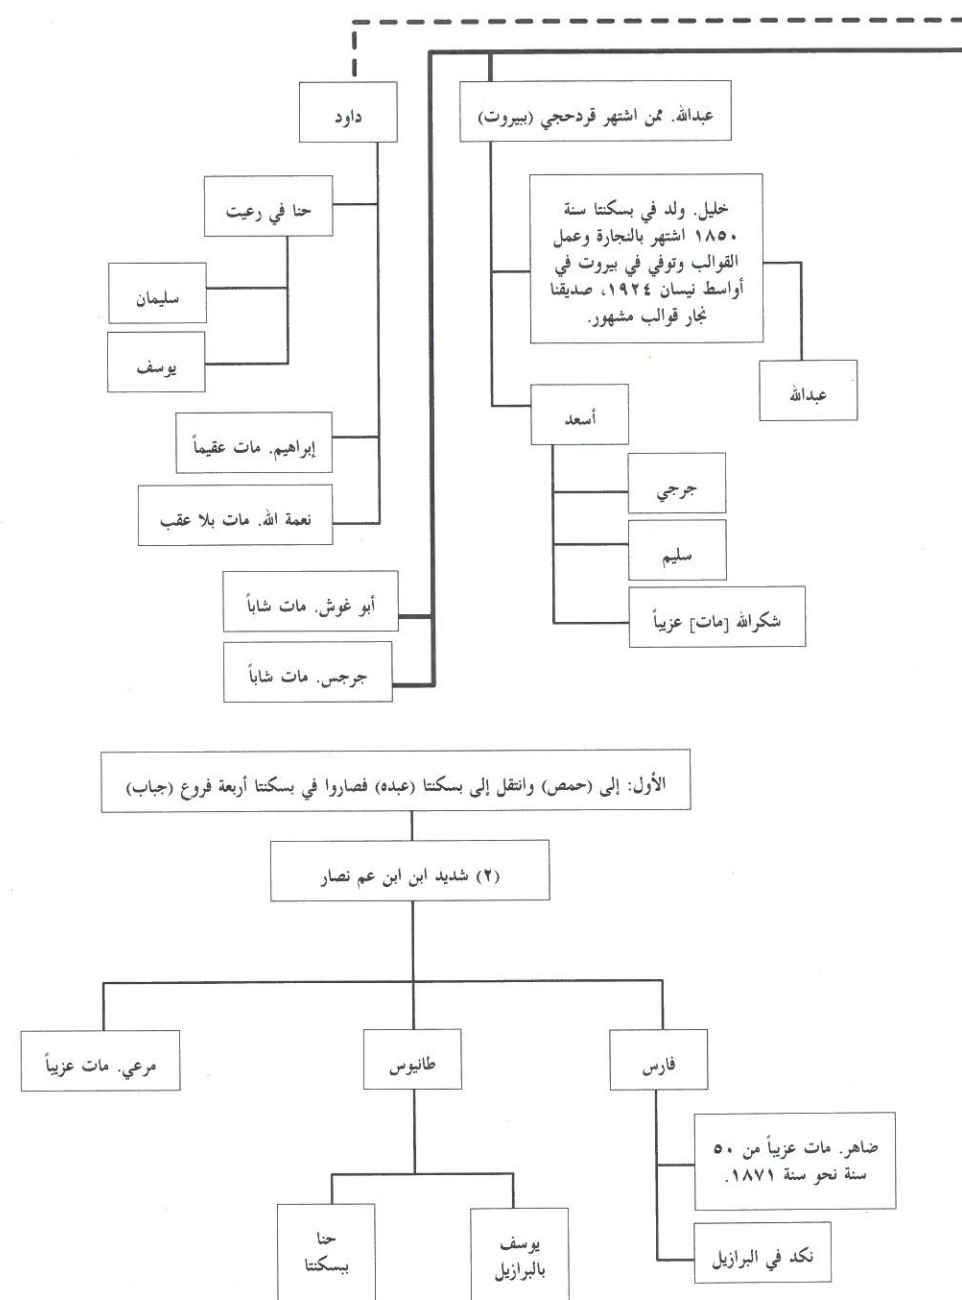 عبدالله. ممن اشتهر قردحجي (ببيروت)
خليل. ولد في بسكنتا سنة
١٨٥٠ اشتهر بالنجارة وعمل
القوالب وتوفي في بيروت في
أواسط نيسان ١٩٢٤، صديقنا
نجار قوالب مشهور.
عبدالله
أسعد
جرجي
سليم
شكرالله [مات] عزيباً
داود
حنا في رعيت
سليمان
يوسف
إبراهيم. مات عقيماً
نعمة الله. مات بلا عقب
أبو غوش. مات شاباً
جرجس. مات شاباً
الأول: إلى (حمص) وانتقل إلى بسكنتا (عبده) فصاروا في بسكنتا أربعة فروع (جباب)
(٢) شديد ابن ابن عم نصار
فارس
ضاهر. مات عزيباً من ٥٠
سنة نحو سنة ١٨٧١.
نكد في البرازيل
طانيوس
يوسف
بالبرازيل
حنا
ببسكنتا
مرعي. مات عزيباً